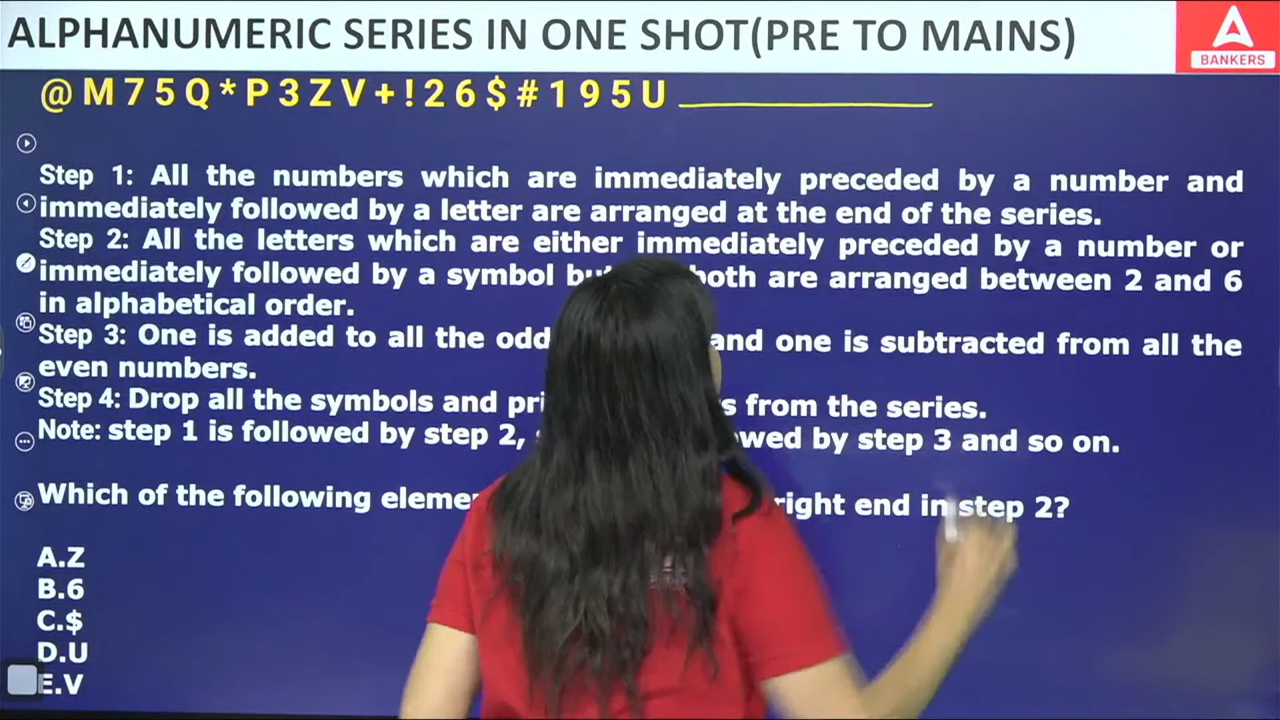 ALPHANUMERIC SERIES IN ONE SHOT(PRE TO MAINS)
A
BANKERS
@ M 7 5 Q * P 3 Z V + ! 2 6 $ # 1 9 5 U
Step 1: All the numbers which are immediately preceded by a number and
immediately followed by a letter are arranged at the end of the series.
Step 2: All the letters which are either immediately preceded by a number or
immediately followed by a symbol both are arranged between 2 and 6
in alphabetical order.
Step 3: One is added to all the odd and one is subtracted from all the
even numbers.
Step 4: Drop all the symbols and from the series.
Note: step 1 is followed by step 2, by step 3 and so on.
Which of the following right end in step 2?
A.Z
B.6
C.$
D.U
E.V